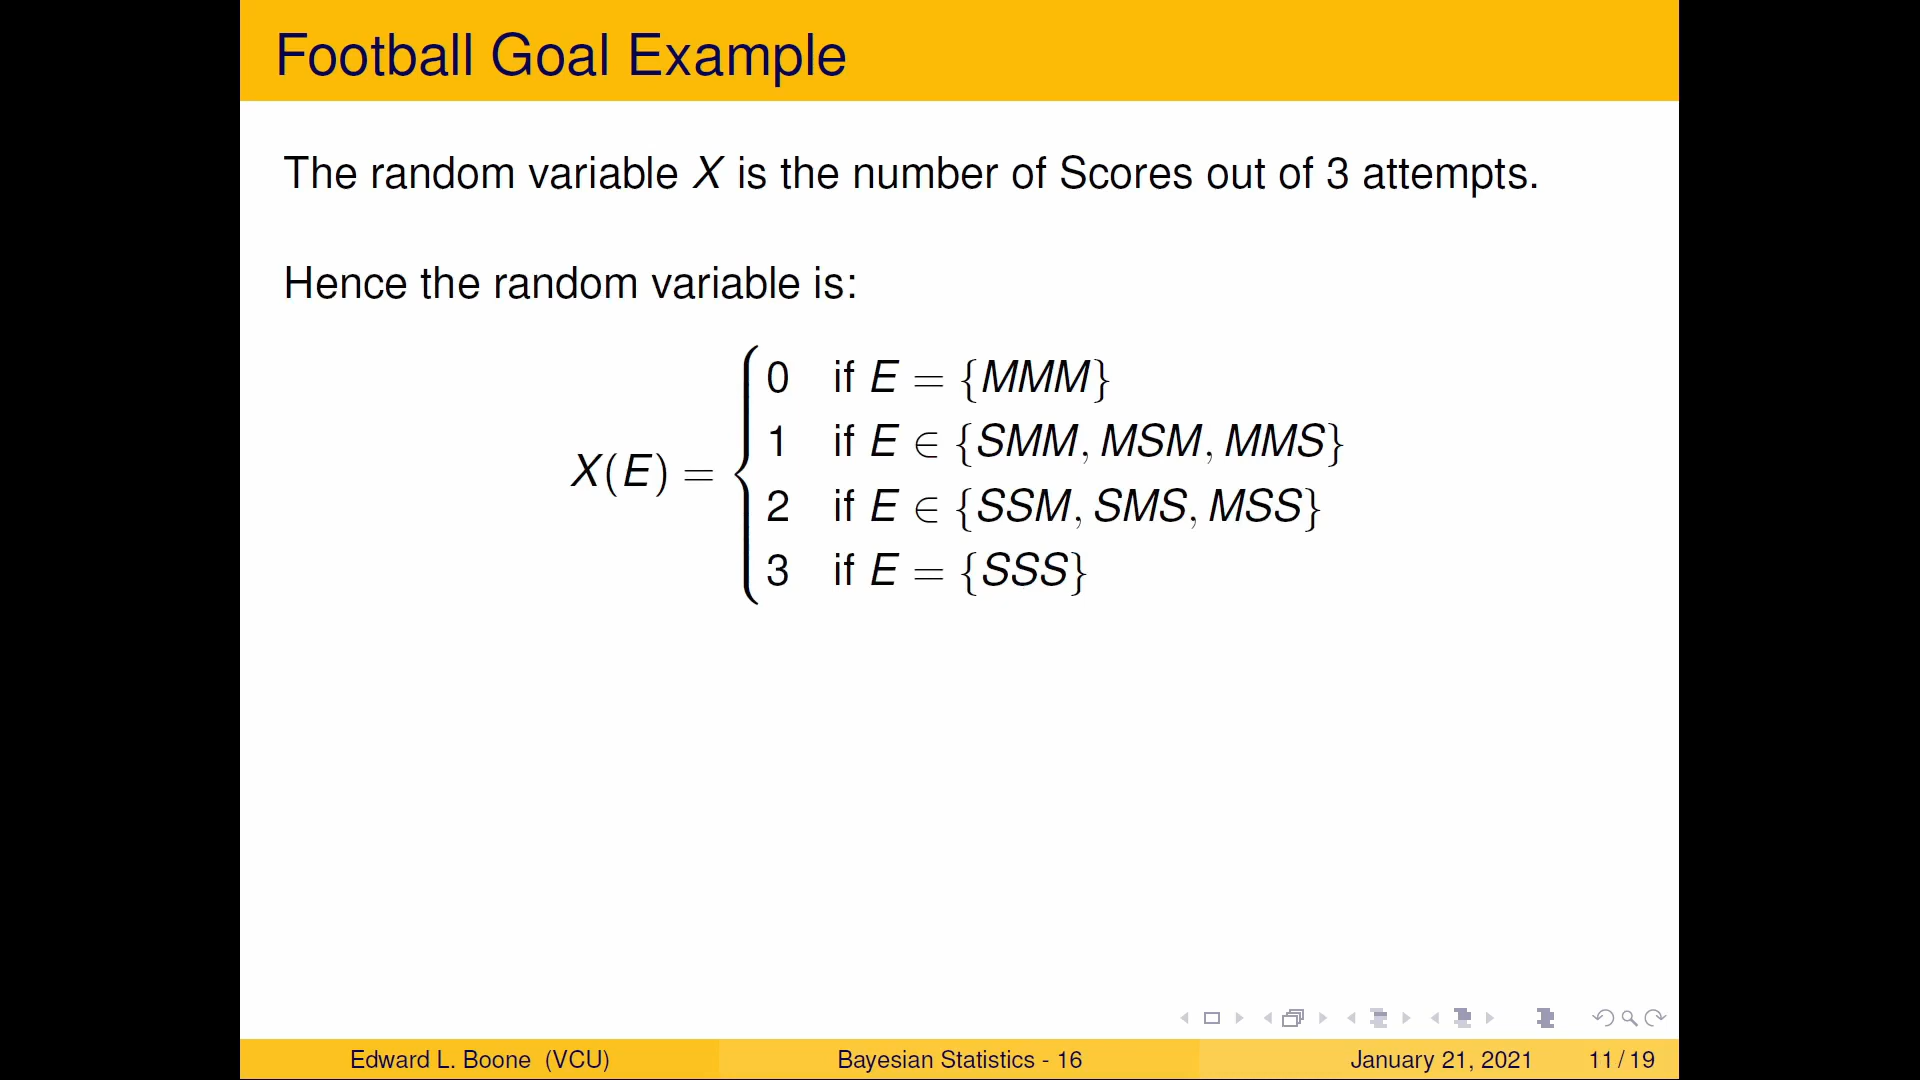 Football Goal Example
The random variable X is the number of Scores out of 3 attempts.
Hence the random variable is:
X(E) =
0 if E = {MMM}
1 if E ∈ {SMM, MSM, MMS}
2 if E ∈ {SSM, SMS, MSS}
3 if E = {SSS}
Edward L. Boone (VCU) Bayesian Statistics - 16 January 21, 2021 11 / 19